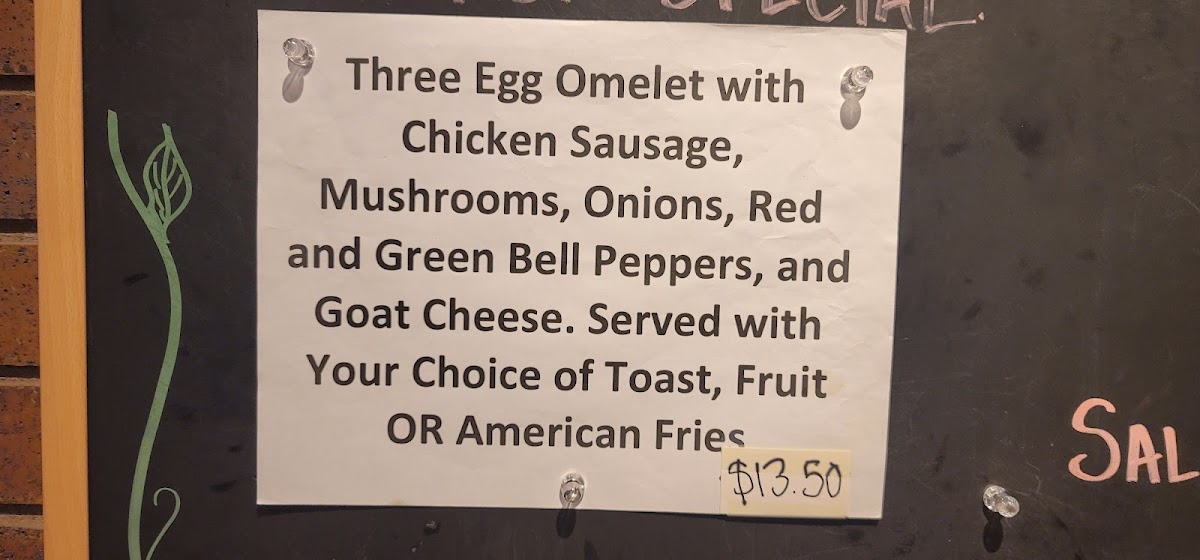 SPECIAL.
Three Egg Omelet with
Chicken Sausage,
Mushrooms, Onions, Red
and Green Bell Peppers, and
Goat Cheese. Served with
Your Choice of Toast, Fruit
OR American Fries
$13.50
SAL